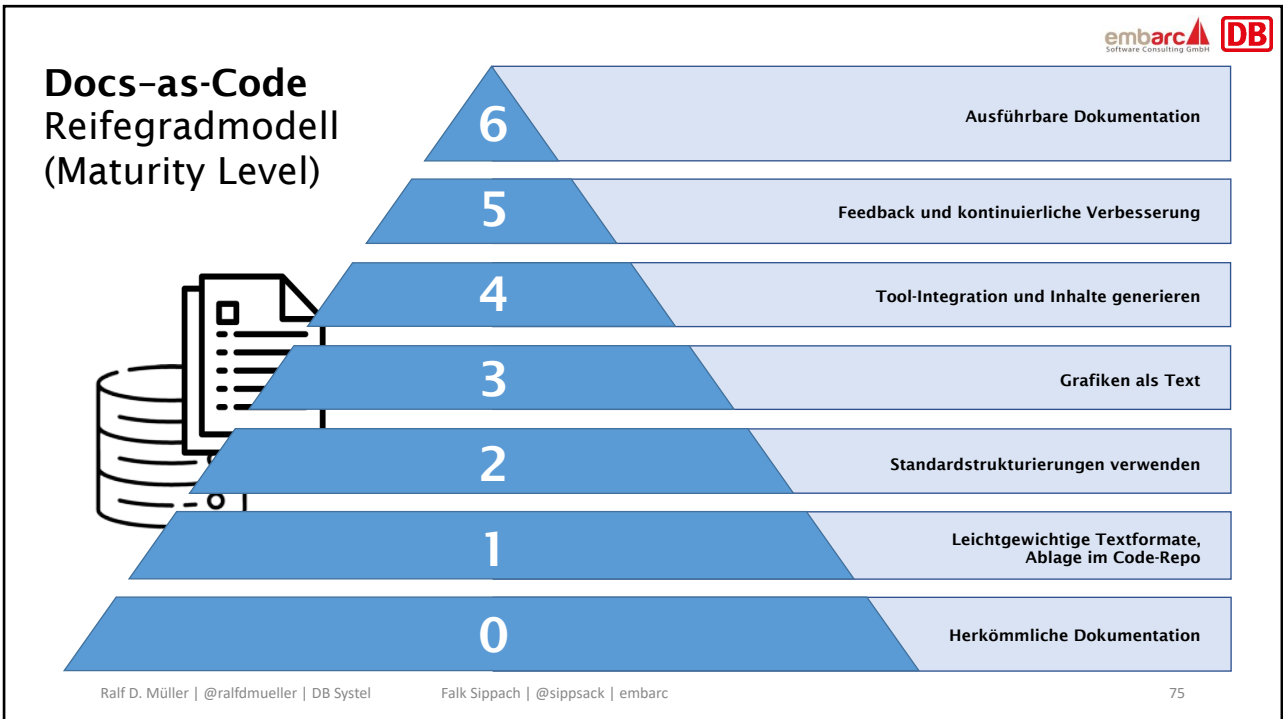 embarc
Software Consulting GmbH
DB
Docs–as-Code
Reifegradmodell
(Maturity Level)
6
Ausführbare Dokumentation
5
Feedback und kontinuierliche Verbesserung
4
Tool-Integration und Inhalte generieren
3
Grafiken als Text
2
Standardstrukturierungen verwenden
1
Leichtgewichtige Textformate,
Ablage im Code-Repo
0
Herkömmliche Dokumentation
Ralf D. Müller | @ralfdmueller | DB Systel
Falk Sippach | @sippsack | embarc
75